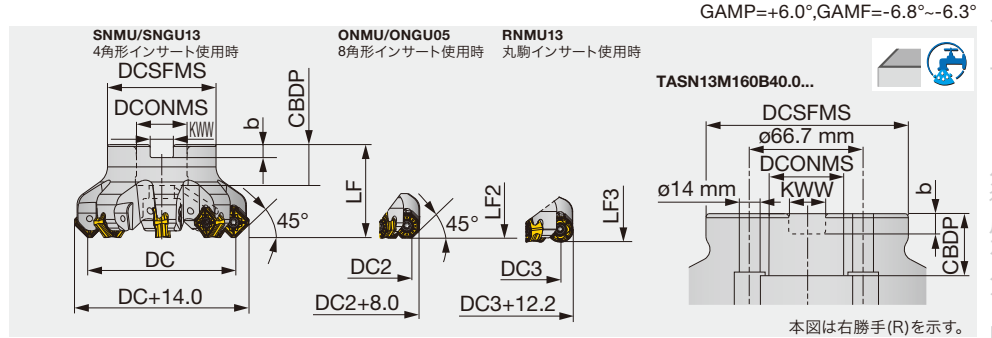 GAMP=+6.0°,GAMF=-6.8°~-6.3°
SNMU/SNGU13
4角形インサート使用時
DCSFMS
DCONMS
KWW
b
CBDP
LF
45°
DC
DC+14.0
ONMU/ONGU05
8角形インサート使用時
45°
LF2
DC2
DC2+8.0
RNMU13
丸駒インサート使用時
LF3
DC3
DC3+12.2
TASN13M160B40.0...
DCSFMS
ø66.7 mm
DCONMS
ø14 mm
KWW
b
CBDP
本図は右勝手(R)を示す。